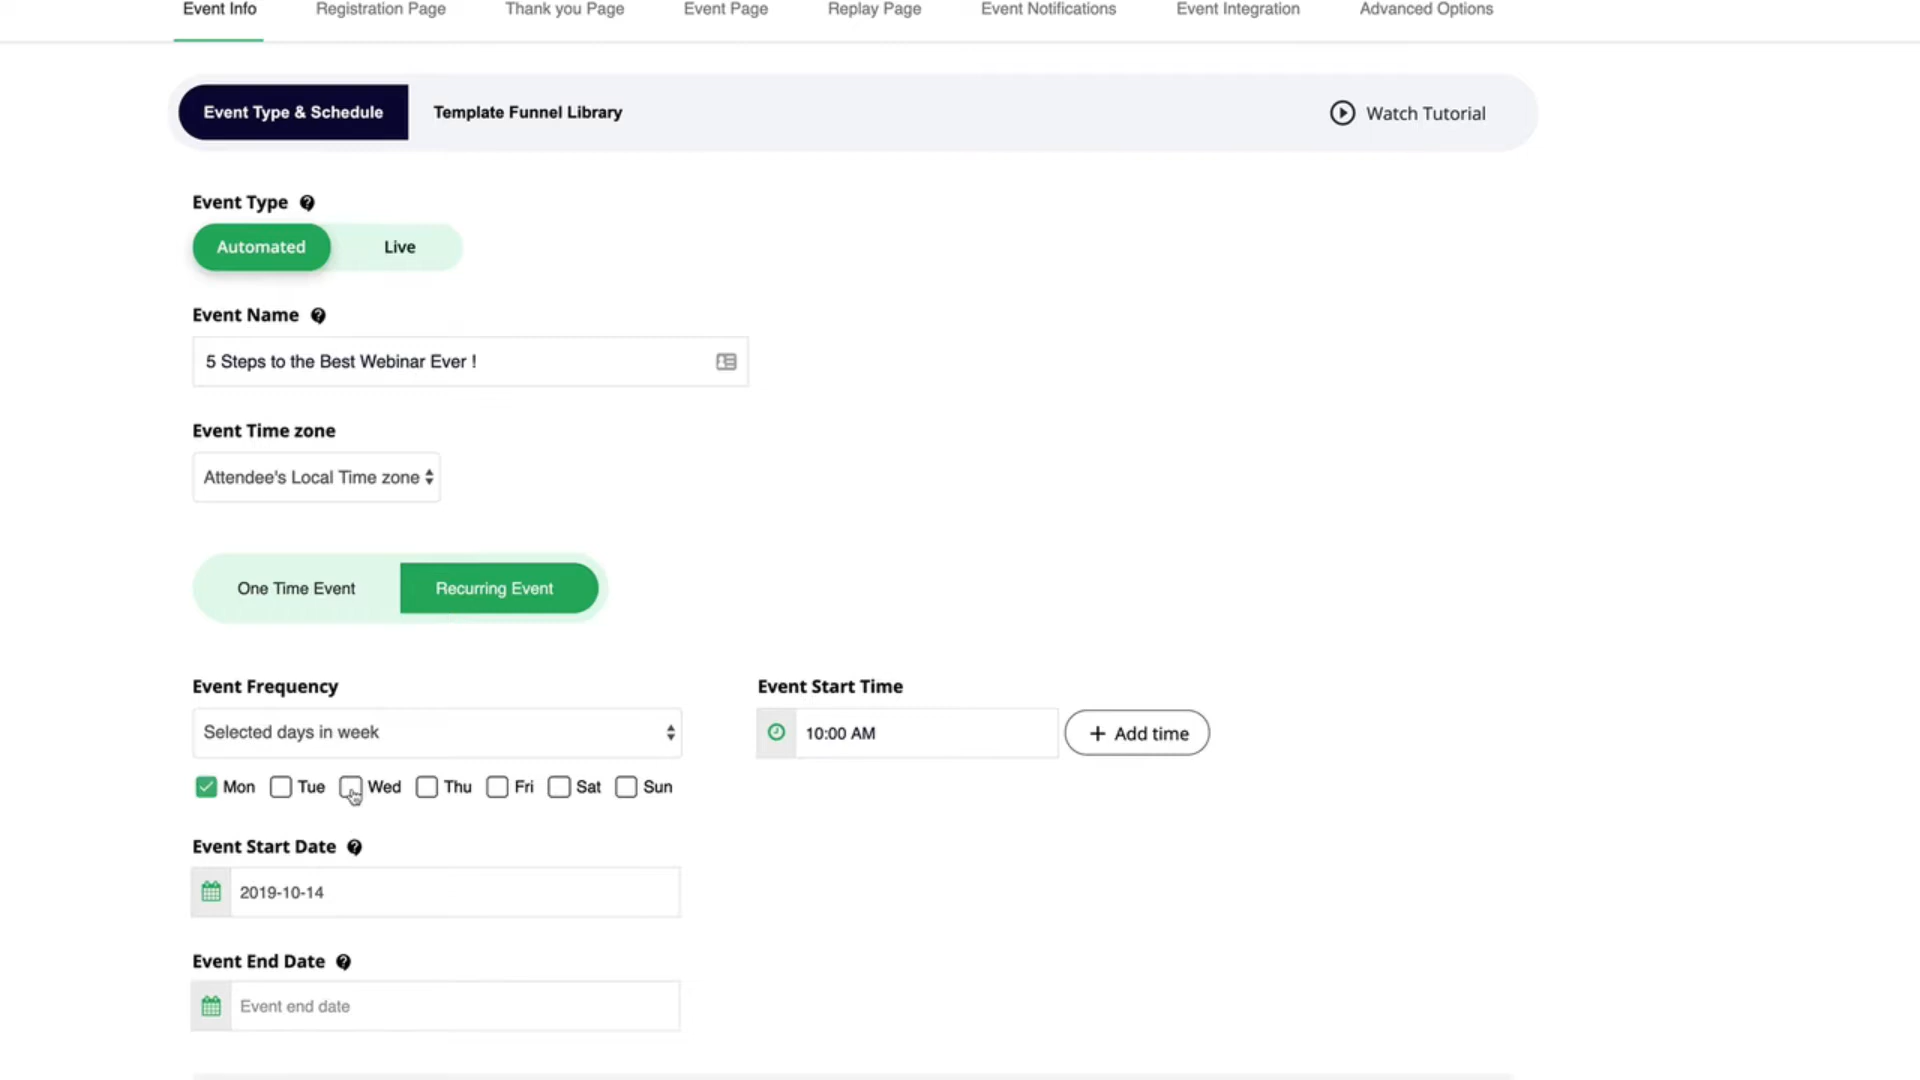 Event Info Registration Page Thank you Page Event Page Replay Page Event Notifications Event Integration Advanced Options
Event Type & Schedule Template Funnel Library Watch Tutorial
Event Type
Automated Live
Event Name
5 Steps to the Best Webinar Ever !
Event Time zone
Attendee's Local Time zone
One Time Event Recurring Event
Event Frequency Event Start Time
Selected days in week 10:00 AM + Add time
Mon Tue Wed Thu Fri Sat Sun
Event Start Date
2019-10-14
Event End Date
Event end date